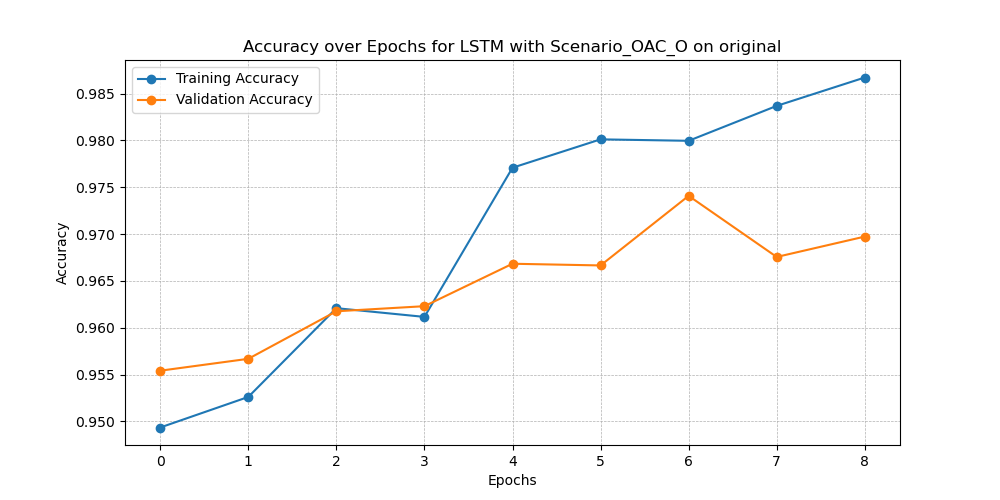 Accuracy over Epochs for LSTM with Scenario_OAC_O on original
Training Accuracy
Validation Accuracy
0.985
0.980
0.975
0.970
0.965
0.960
0.955
0.950
Accuracy
0 1 2 3 4 5 6 7 8
Epochs